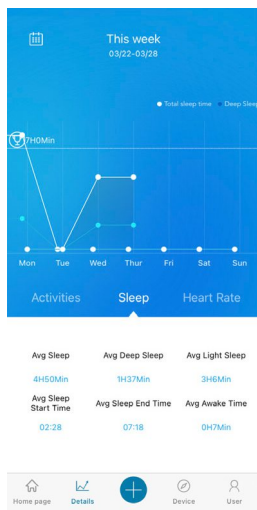 This week
03/22-03/28
Total sleep time Deep Sleep
7H0Min
Mon Tue Wed Thur Fri Sat Sun
Activities Sleep Heart Rate
Avg Sleep Avg Deep Sleep Avg Light Sleep
4H50Min 1H37Min 3H6Min
Avg Sleep
Start Time Avg Sleep End Time Avg Awake Time
02:28 07:18 0H7Min
Home page Details Device User